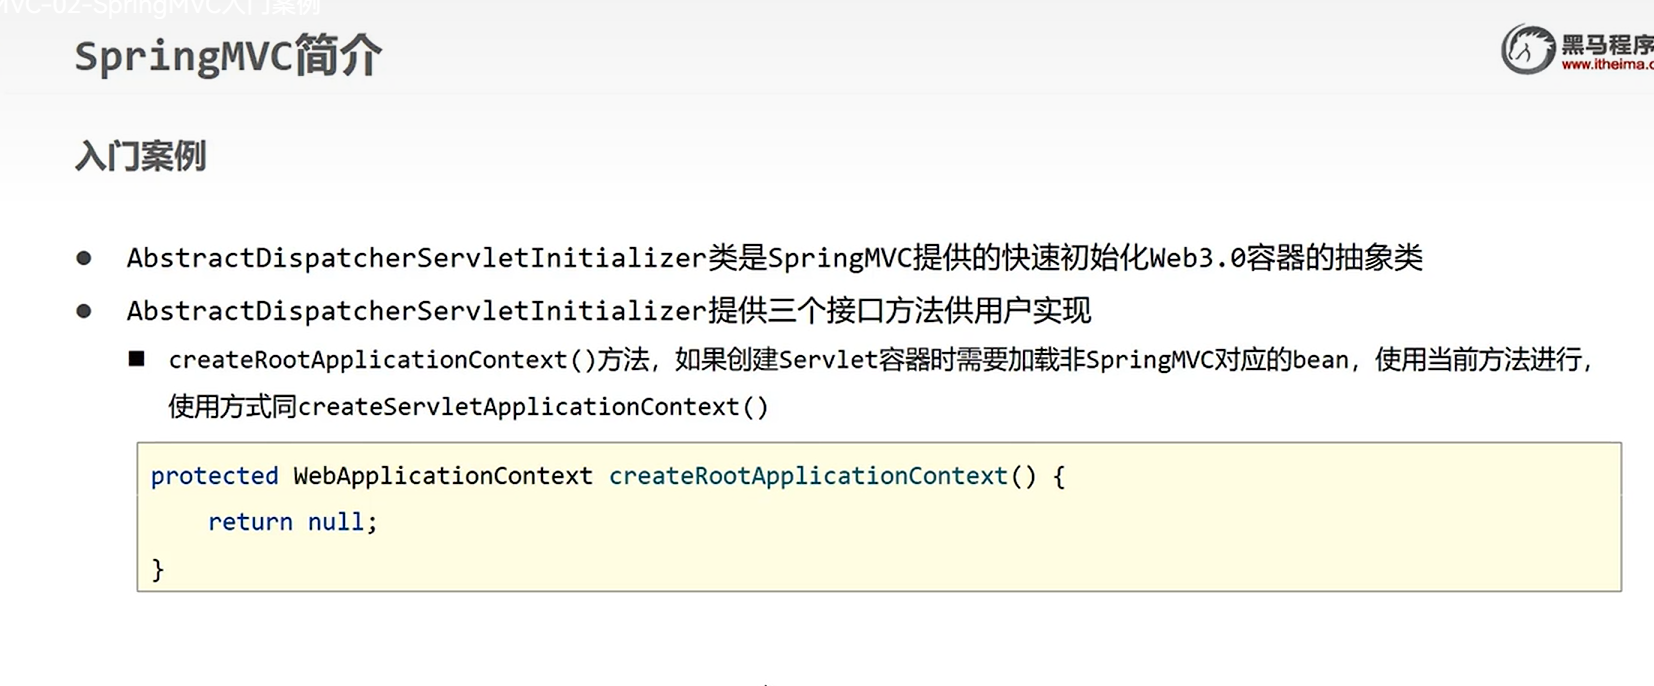 MVC-02-SpringMVC入门案例
SpringMVC简介
黑马程序
www.itheima.c
入门案例
● AbstractDispatcherServletInitializer类是SpringMVC提供的快速初始化Web3.0容器的抽象类
● AbstractDispatcherServletInitializer提供三个接口方法供用户实现
■ createRootApplicationContext()方法，如果创建Servlet容器时需要加载非SpringMVC对应的bean，使用当前方法进行，
使用方式同createServletApplicationContext()
protected WebApplicationContext createRootApplicationContext() {
    return null;
}